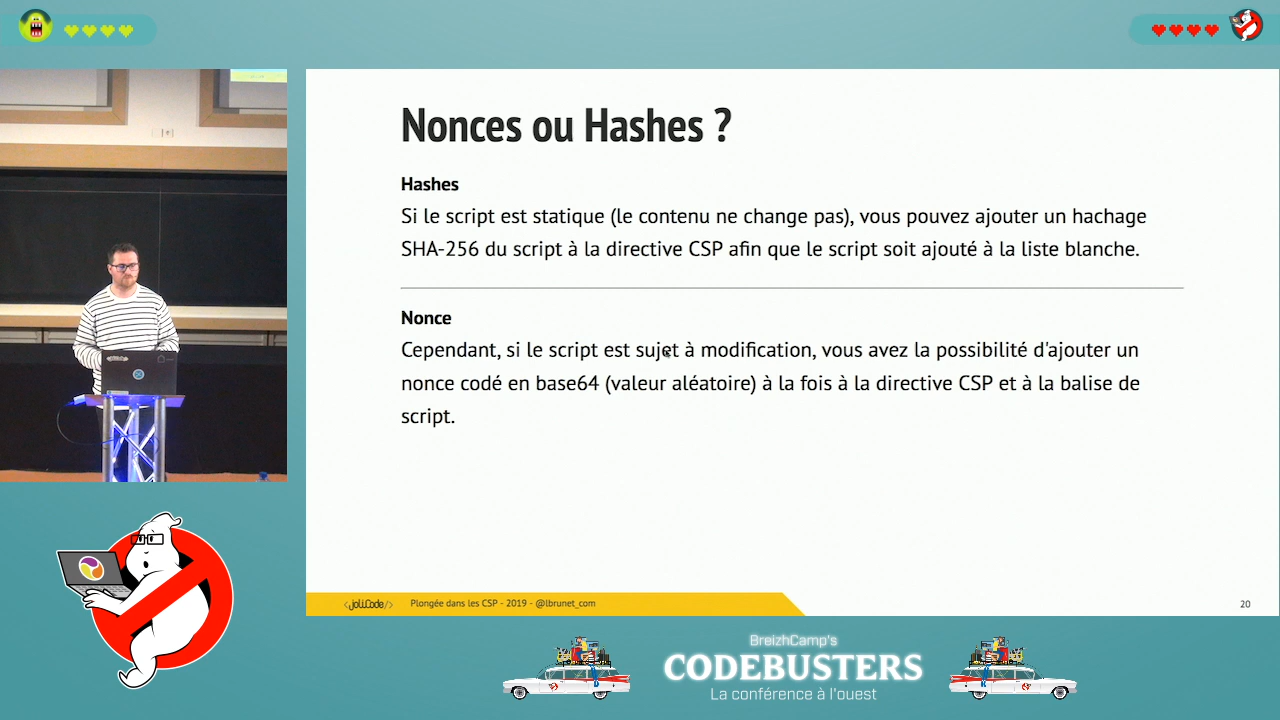 Nonces ou Hashes ?
Hashes
Si le script est statique (le contenu ne change pas), vous pouvez ajouter un hachage
SHA-256 du script à la directive CSP afin que le script soit ajouté à la liste blanche.
Nonce
Cependant, si le script est sujet à modification, vous avez la possibilité d'ajouter un
nonce codé en base64 (valeur aléatoire) à la fois à la directive CSP et à la balise de
script.
<joliCode/> Plongée dans les CSP - 2019 - @lbrunet_com 20
BreizhCamp's
CODEBUSTERS
La conférence à l'ouest